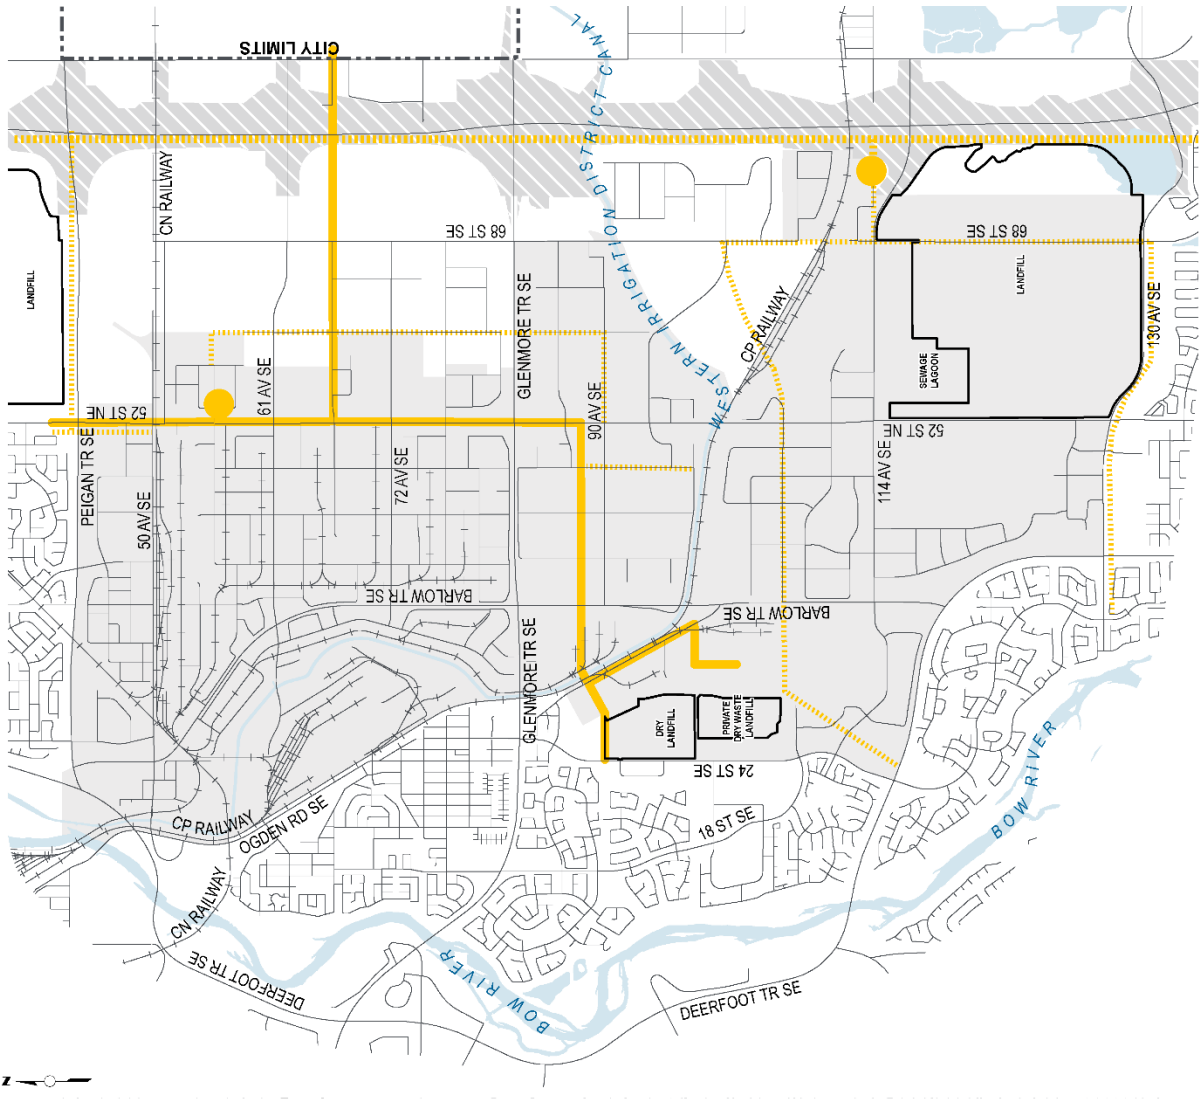 CITY LIMITS
WESTERN IRRIGATION DISTRICT CANAL
CN RAILWAY
68 ST SE
68 ST SE
LANDFILL
LANDFILL
GLENMORE TR SE
CP RAILWAY
130 AV SE
SEWAGE
LAGOON
61 AV SE
52 ST NE
90 AV SE
52 ST NE
PEIGAN TR SE
50 AV SE
72 AV SE
114 AV SE
BARLOW TR SE
BARLOW TR SE
GLENMORE TR SE
DRY
LANDFILL
PRIVATE
DRY WASTE
LANDFILL
24 ST SE
18 ST SE
CP RAILWAY
OGDEN RD SE
BOW RIVER
CN RAILWAY
DEERFOOT TR SE
BOW RIVER
DEERFOOT TR SE
N